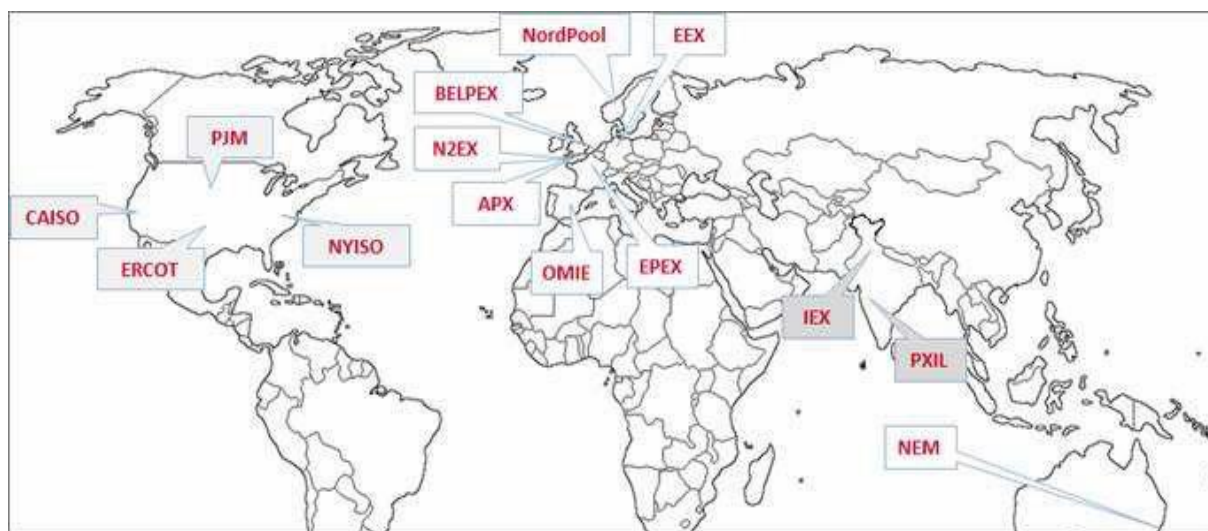 NordPool
EEX
BELPEX
PJM
N2EX
APX
CAISO
NYISO
ERCOT
OMIE
EPEX
IEX
PXIL
NEM